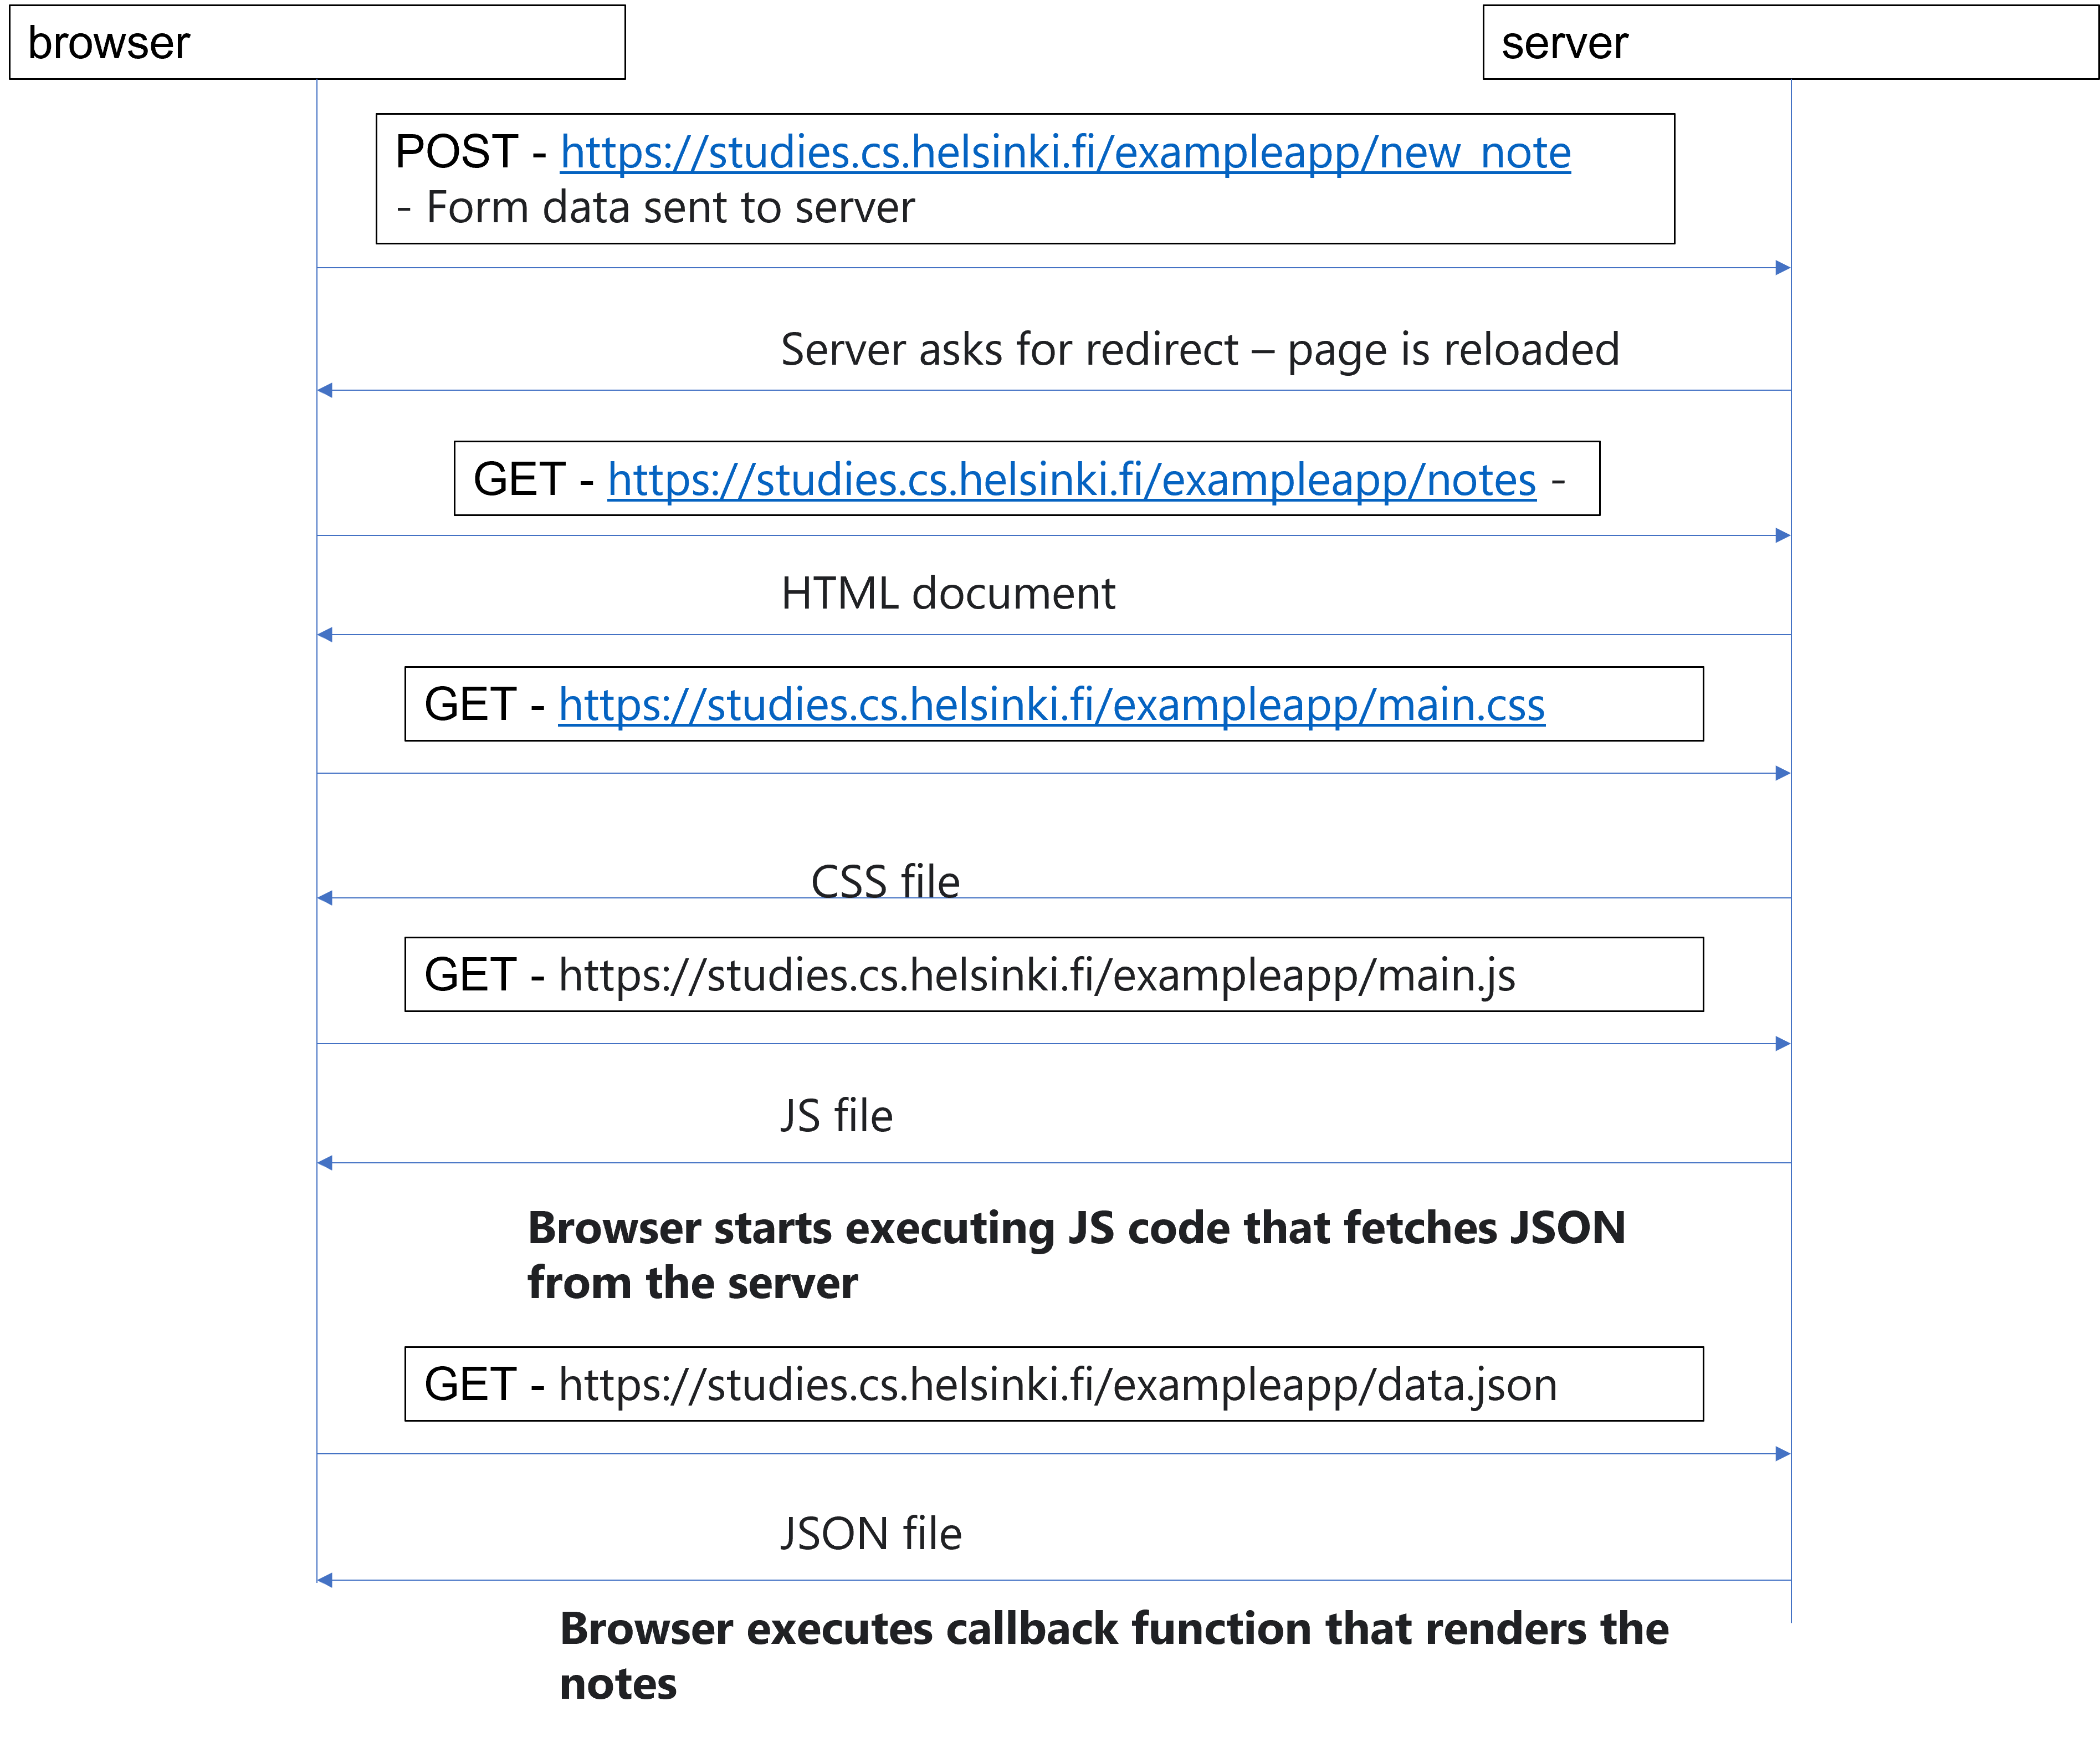 browser
server
POST - https://studies.cs.helsinki.fi/exampleapp/new_note
- Form data sent to server
Server asks for redirect – page is reloaded
GET - https://studies.cs.helsinki.fi/exampleapp/notes -
HTML document
GET - https://studies.cs.helsinki.fi/exampleapp/main.css
CSS file
GET - https://studies.cs.helsinki.fi/exampleapp/main.js
JS file
Browser starts executing JS code that fetches JSON
from the server
GET - https://studies.cs.helsinki.fi/exampleapp/data.json
JSON file
Browser executes callback function that renders the
notes